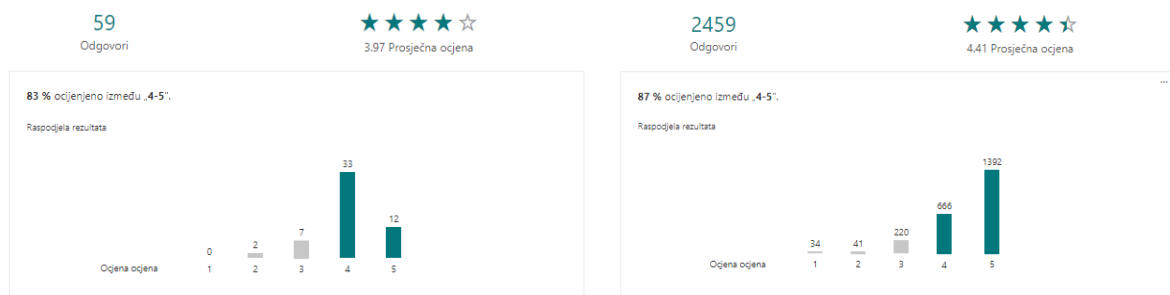 59
Odgovori
3.97 Prosječna ocjena
83 % ocijenjeno između „4-5".
Raspodjela rezultata
33
12
7
2
0
Ocjena ocjena 1 2 3 4 5
2459
Odgovori
4.41 Prosječna ocjena
...
87 % ocijenjeno između „4-5".
Raspodjela rezultata
1392
666
220
34 41
Ocjena ocjena 1 2 3 4 5